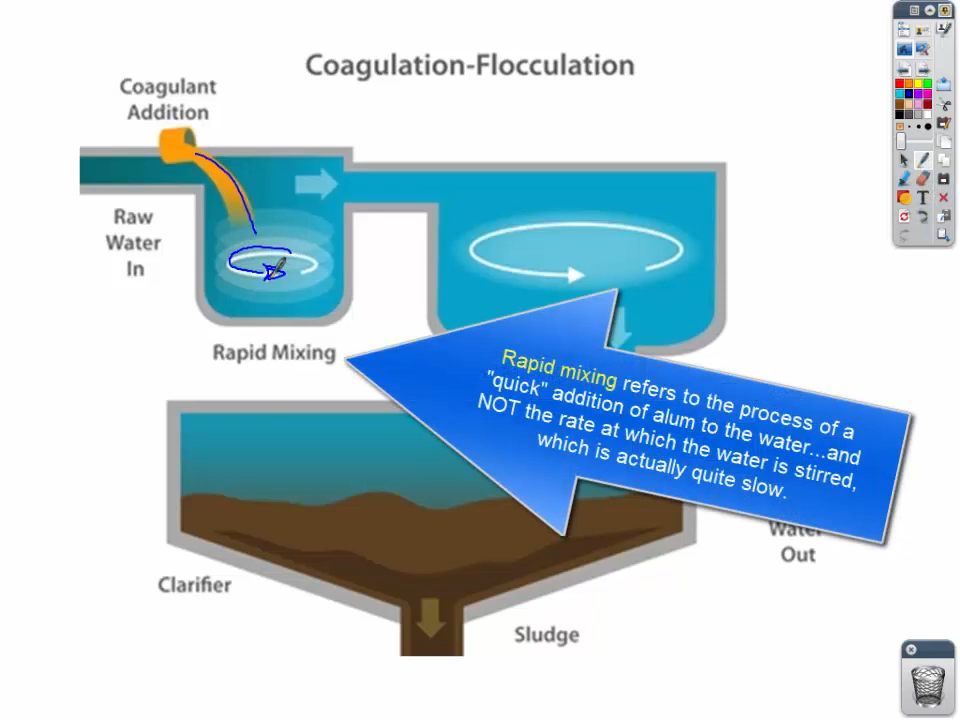 Coagulation-Flocculation
Coagulant
Addition
Raw
Water
In
Rapid Mixing
Rapid mixing refers to the process of a
"quick" addition of alum to the water...and
NOT the rate at which the water is stirred,
which is actually quite slow.
Water
Out
Clarifier
Sludge
T